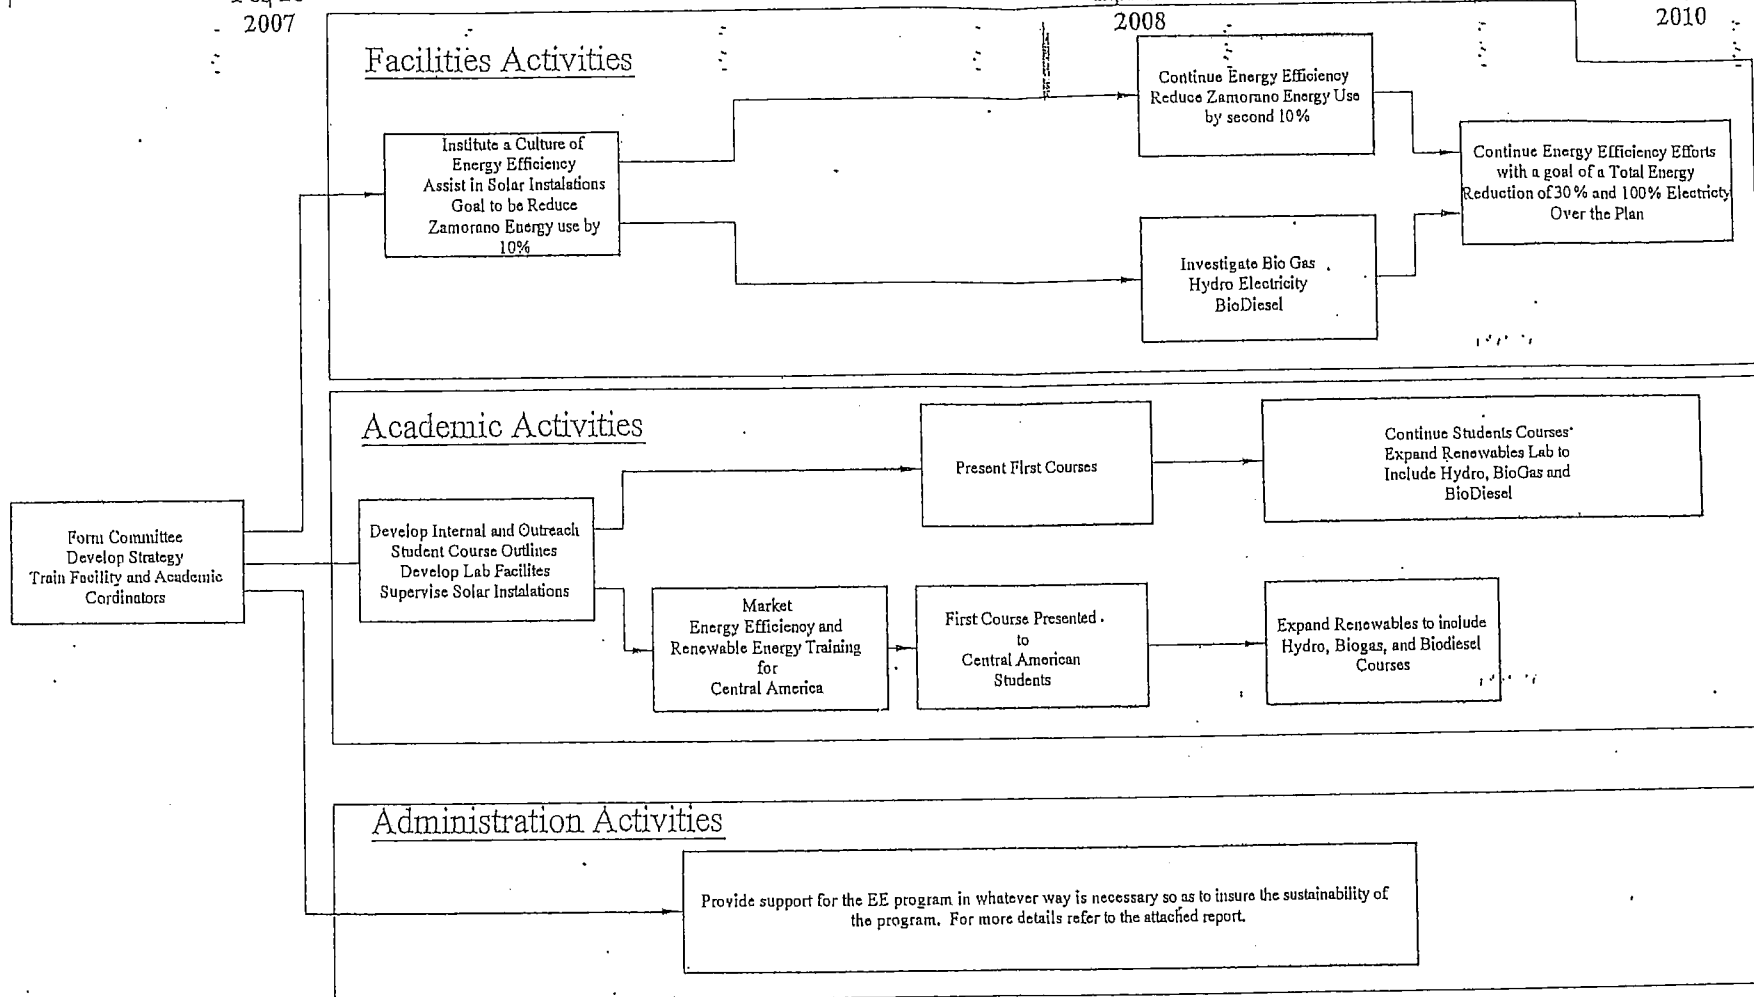 2007
2008
2010
Facilities Activities
Institute a Culture of
Energy Efficiency
Assist in Solar Instalations
Goal to be Reduce
Zamorano Energy use by
10%
Continue Energy Efficiency
Reduce Zamorano Energy Use
by second 10%
Investigate Bio Gas
Hydro Electricity
BioDiesel
Continue Energy Efficiency Efforts
with a goal of a Total Energy
Reduction of 30% and 100% Electricty
Over the Plan
Academic Activities
Form Committee
Develop Strategy
Train Facility and Academic
Cordinators
Develop Internal and Outreach
Student Course Outlines
Develop Lab Facilites
Supervise Solar Instalations
Present First Courses
Continue Students Courses
Expand Renewables Lab to
Include Hydro, BioGas and
BioDiesel
Market
Energy Efficiency and
Renewable Energy Training
for
Central America
First Course Presented
to
Central American
Students
Expand Renewables to include
Hydro, Biogas, and Biodiesel
Courses
Administration Activities
Provide support for the EE program in whatever way is necessary so as to insure the sustainability of
the program. For more details refer to the attached report.